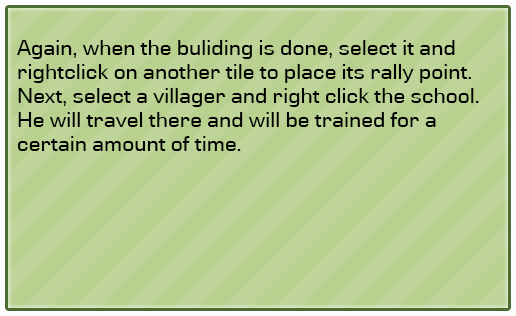 Again, when the buliding is done, select it and
rightclick on another tile to place its rally point.
Next, select a villager and right click the school.
He will travel there and will be trained for a
certain amount of time.